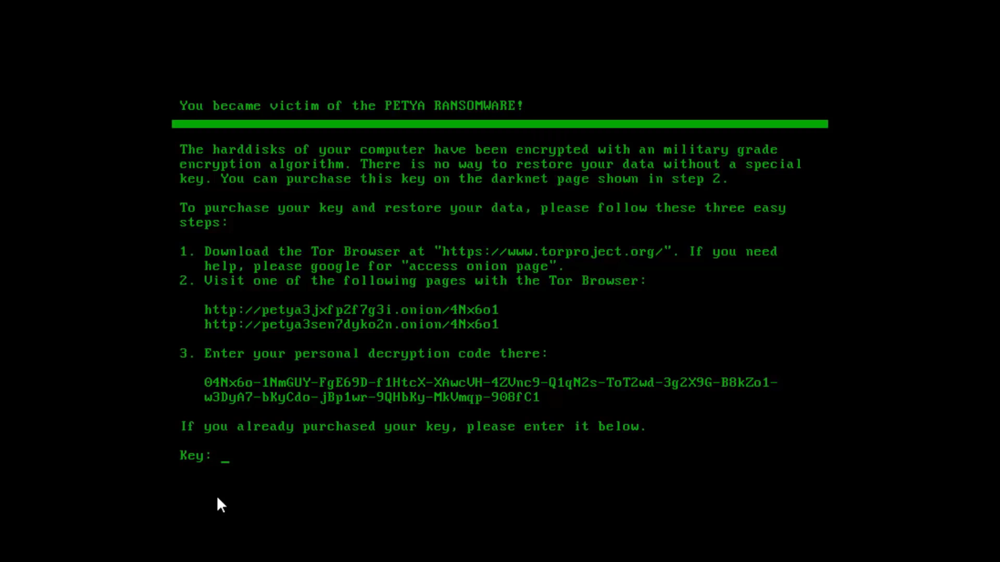 You became victim of the PETYA RANSOMWARE!
The harddisks of your computer have been encrypted with an military grade
encryption algorithm. There is no way to restore your data without a special
key. You can purchase this key on the darknet page shown in step 2.
To purchase your key and restore your data, please follow these three easy
steps:
1. Download the Tor Browser at "https://www.torproject.org/". If you need
help, please google for "access onion page".
2. Visit one of the following pages with the Tor Browser:
http://petya3jxfp2f7g3i.onion/4Nx6o1
http://petya3sen7dyko2n.onion/4Nx6o1
3. Enter your personal decryption code there:
04Nx6o-1NmGUY-FgE69D-f1HtcX-XAwcVH-4ZVnc9-Q1qN2s-ToT2wd-3g2X9G-B8kZo1-
w3DyA7-bKyCdo-jBp1wr-9QHbKy-MkVmqp-908fC1
If you already purchased your key, please enter it below.
Key: _